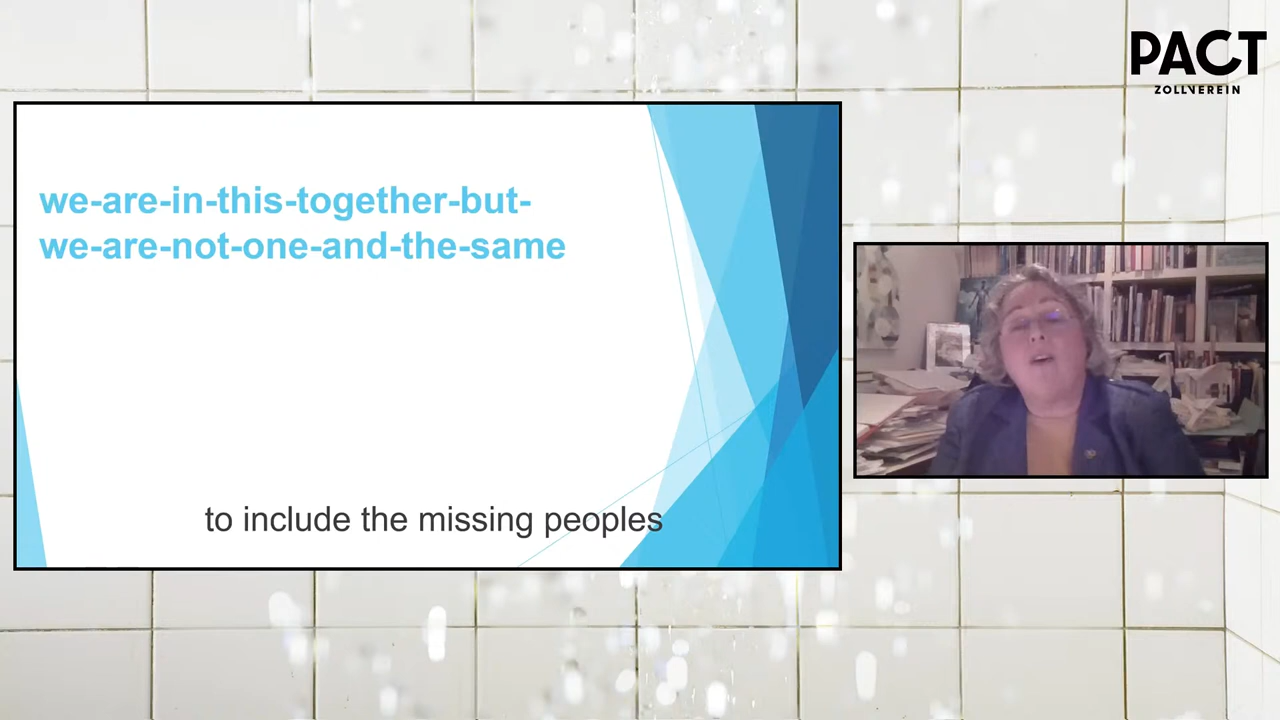 PACT
ZOLLVEREIN
we-are-in-this-together-but-
we-are-not-one-and-the-same
to include the missing peoples